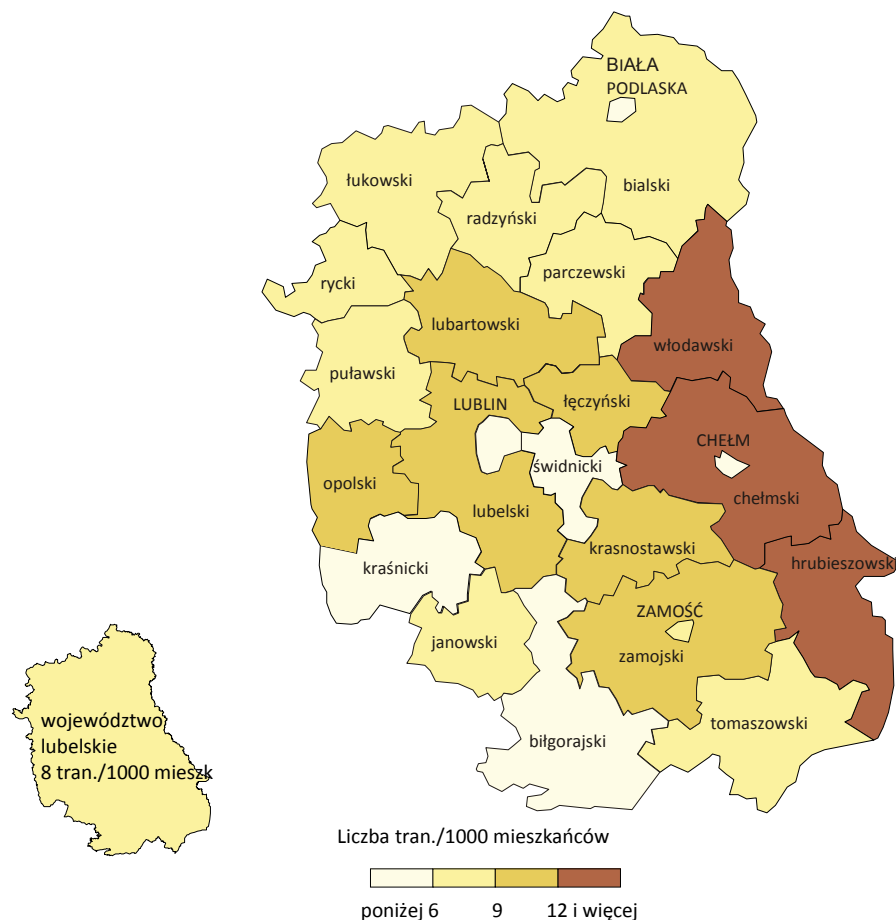 BIAŁA
PODLASKA
łukowski
bialski
radzyński
rycki
parczewski
lubartowski
włodawski
puławski
LUBLIN
łęczyński
CHEŁM
świdnicki
opolski
chełmski
lubelski
krasnostawski
hrubieszowski
kraśnicki
ZAMOŚĆ
janowski
zamojski
tomaszowski
biłgorajski
województwo
lubelskie
8 tran./1000 mieszk
Liczba tran./1000 mieszkańców
poniżej 6 9 12 i więcej